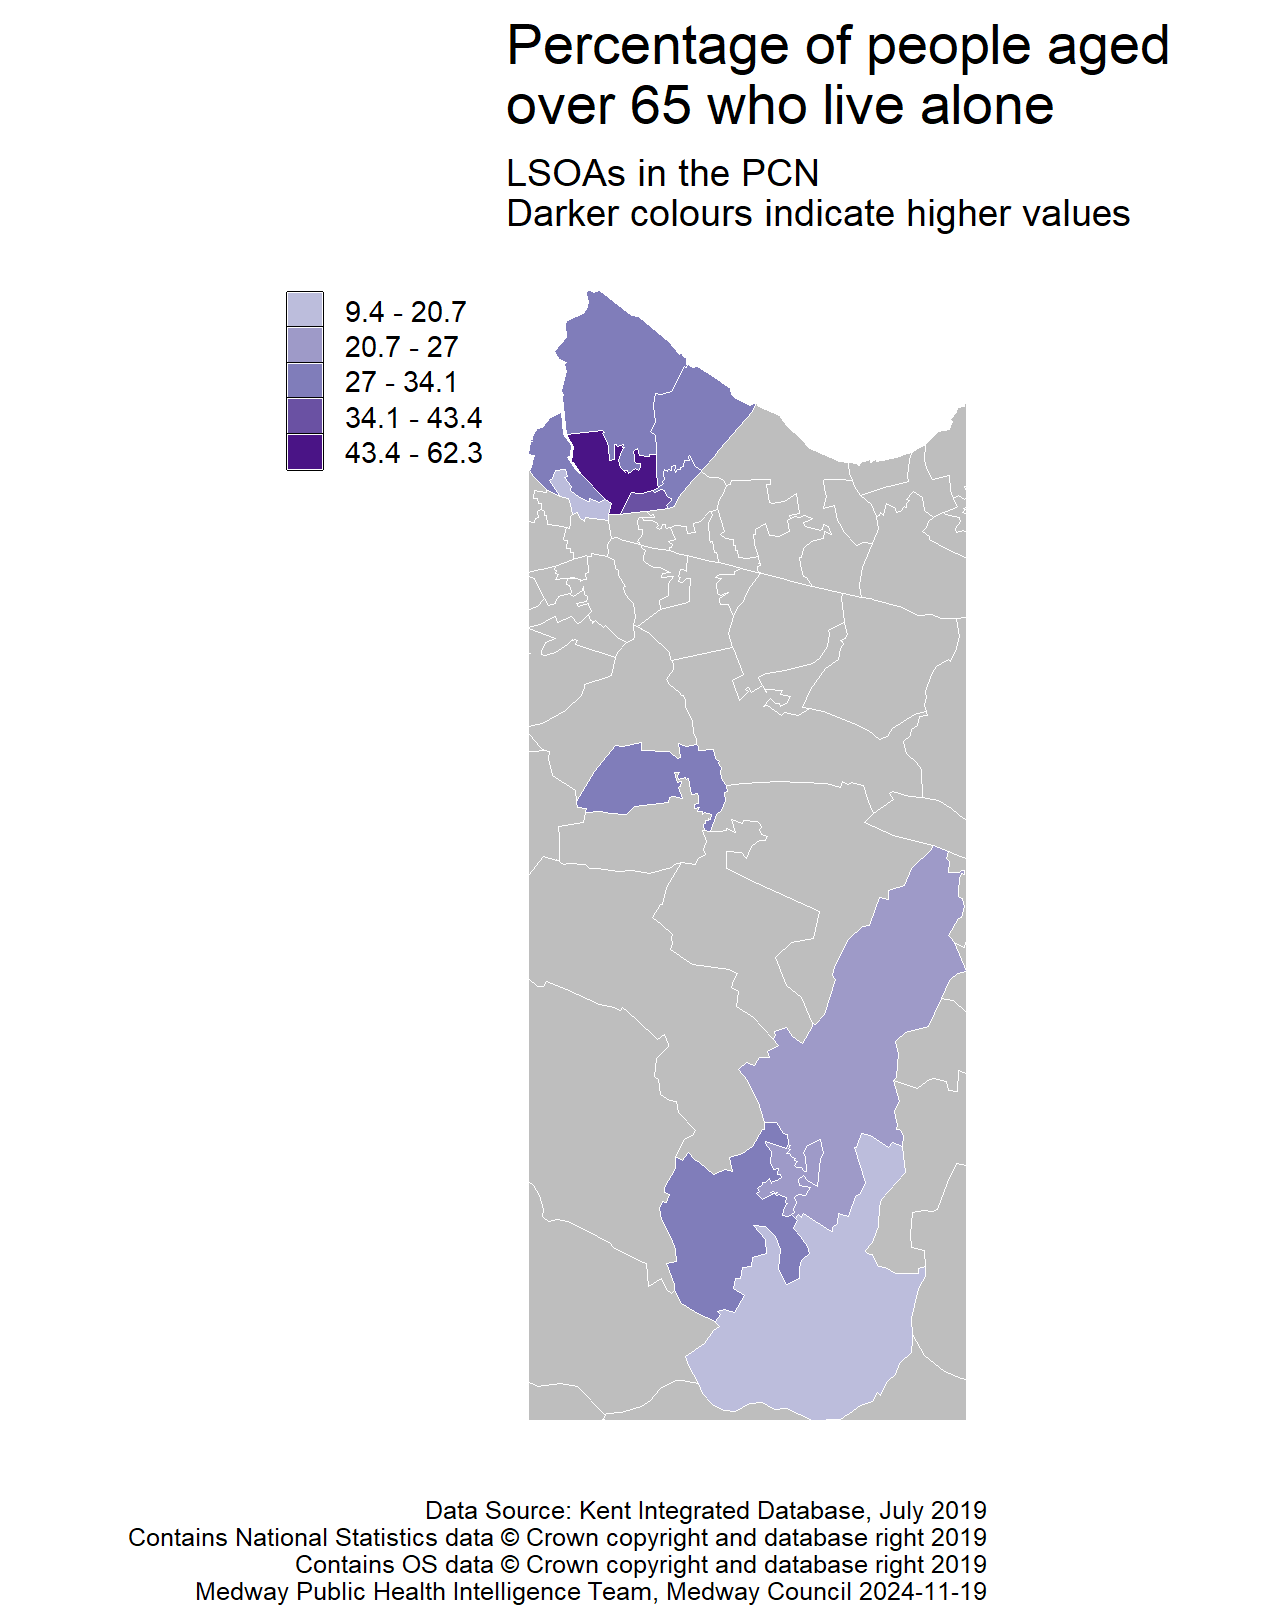 Percentage of people aged
over 65 who live alone
LSOAs in the PCN
Darker colours indicate higher values
9.4 - 20.7
20.7 - 27
27 - 34.1
34.1 - 43.4
43.4 - 62.3
Data Source: Kent Integrated Database, July 2019
Contains National Statistics data © Crown copyright and database right 2019
Contains OS data © Crown copyright and database right 2019
Medway Public Health Intelligence Team, Medway Council 2024-11-19